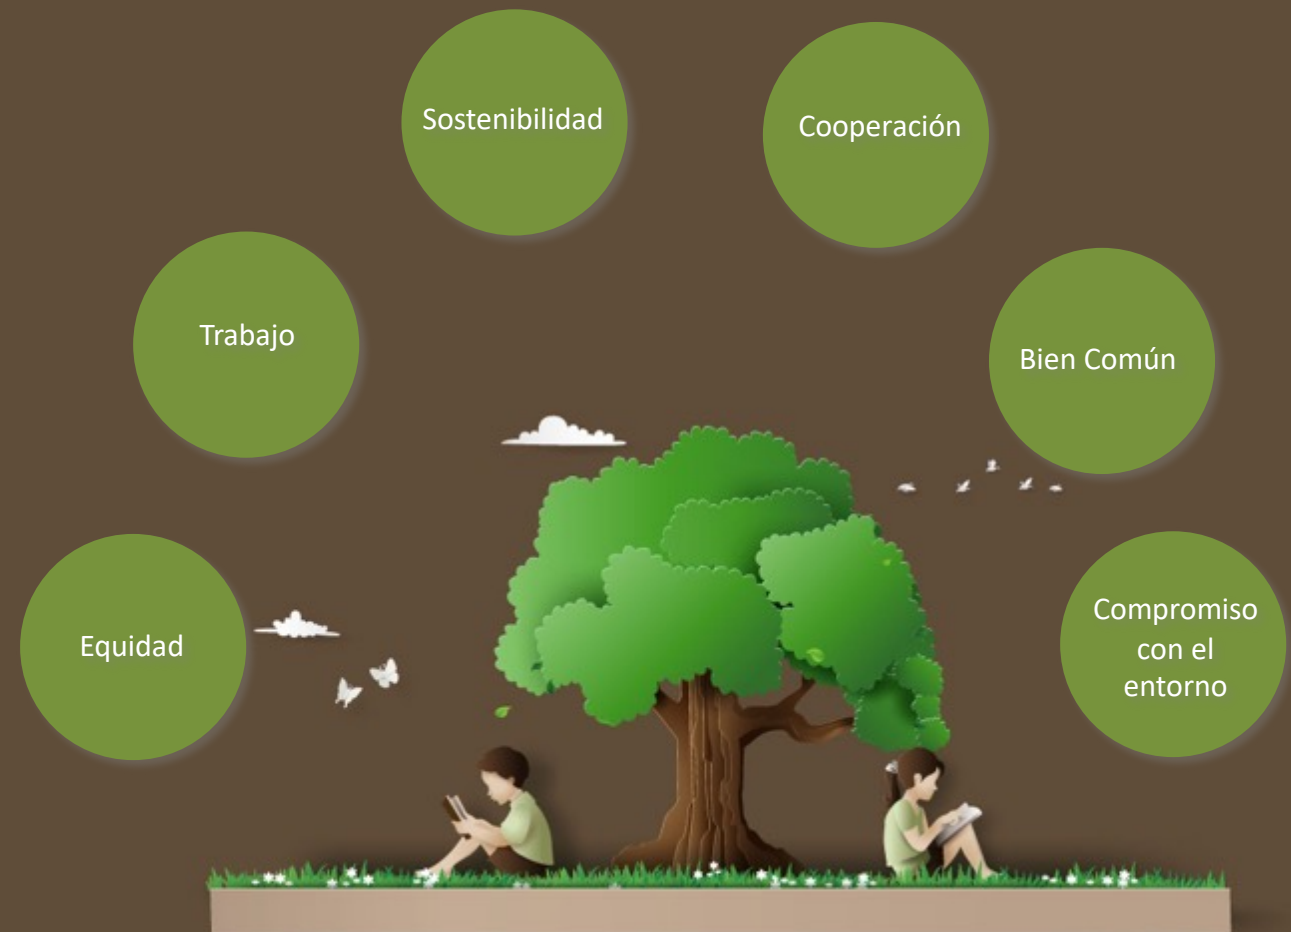 Sostenibilidad
Cooperación
Trabajo
Bien Común
Equidad
Compromiso
con el
entorno